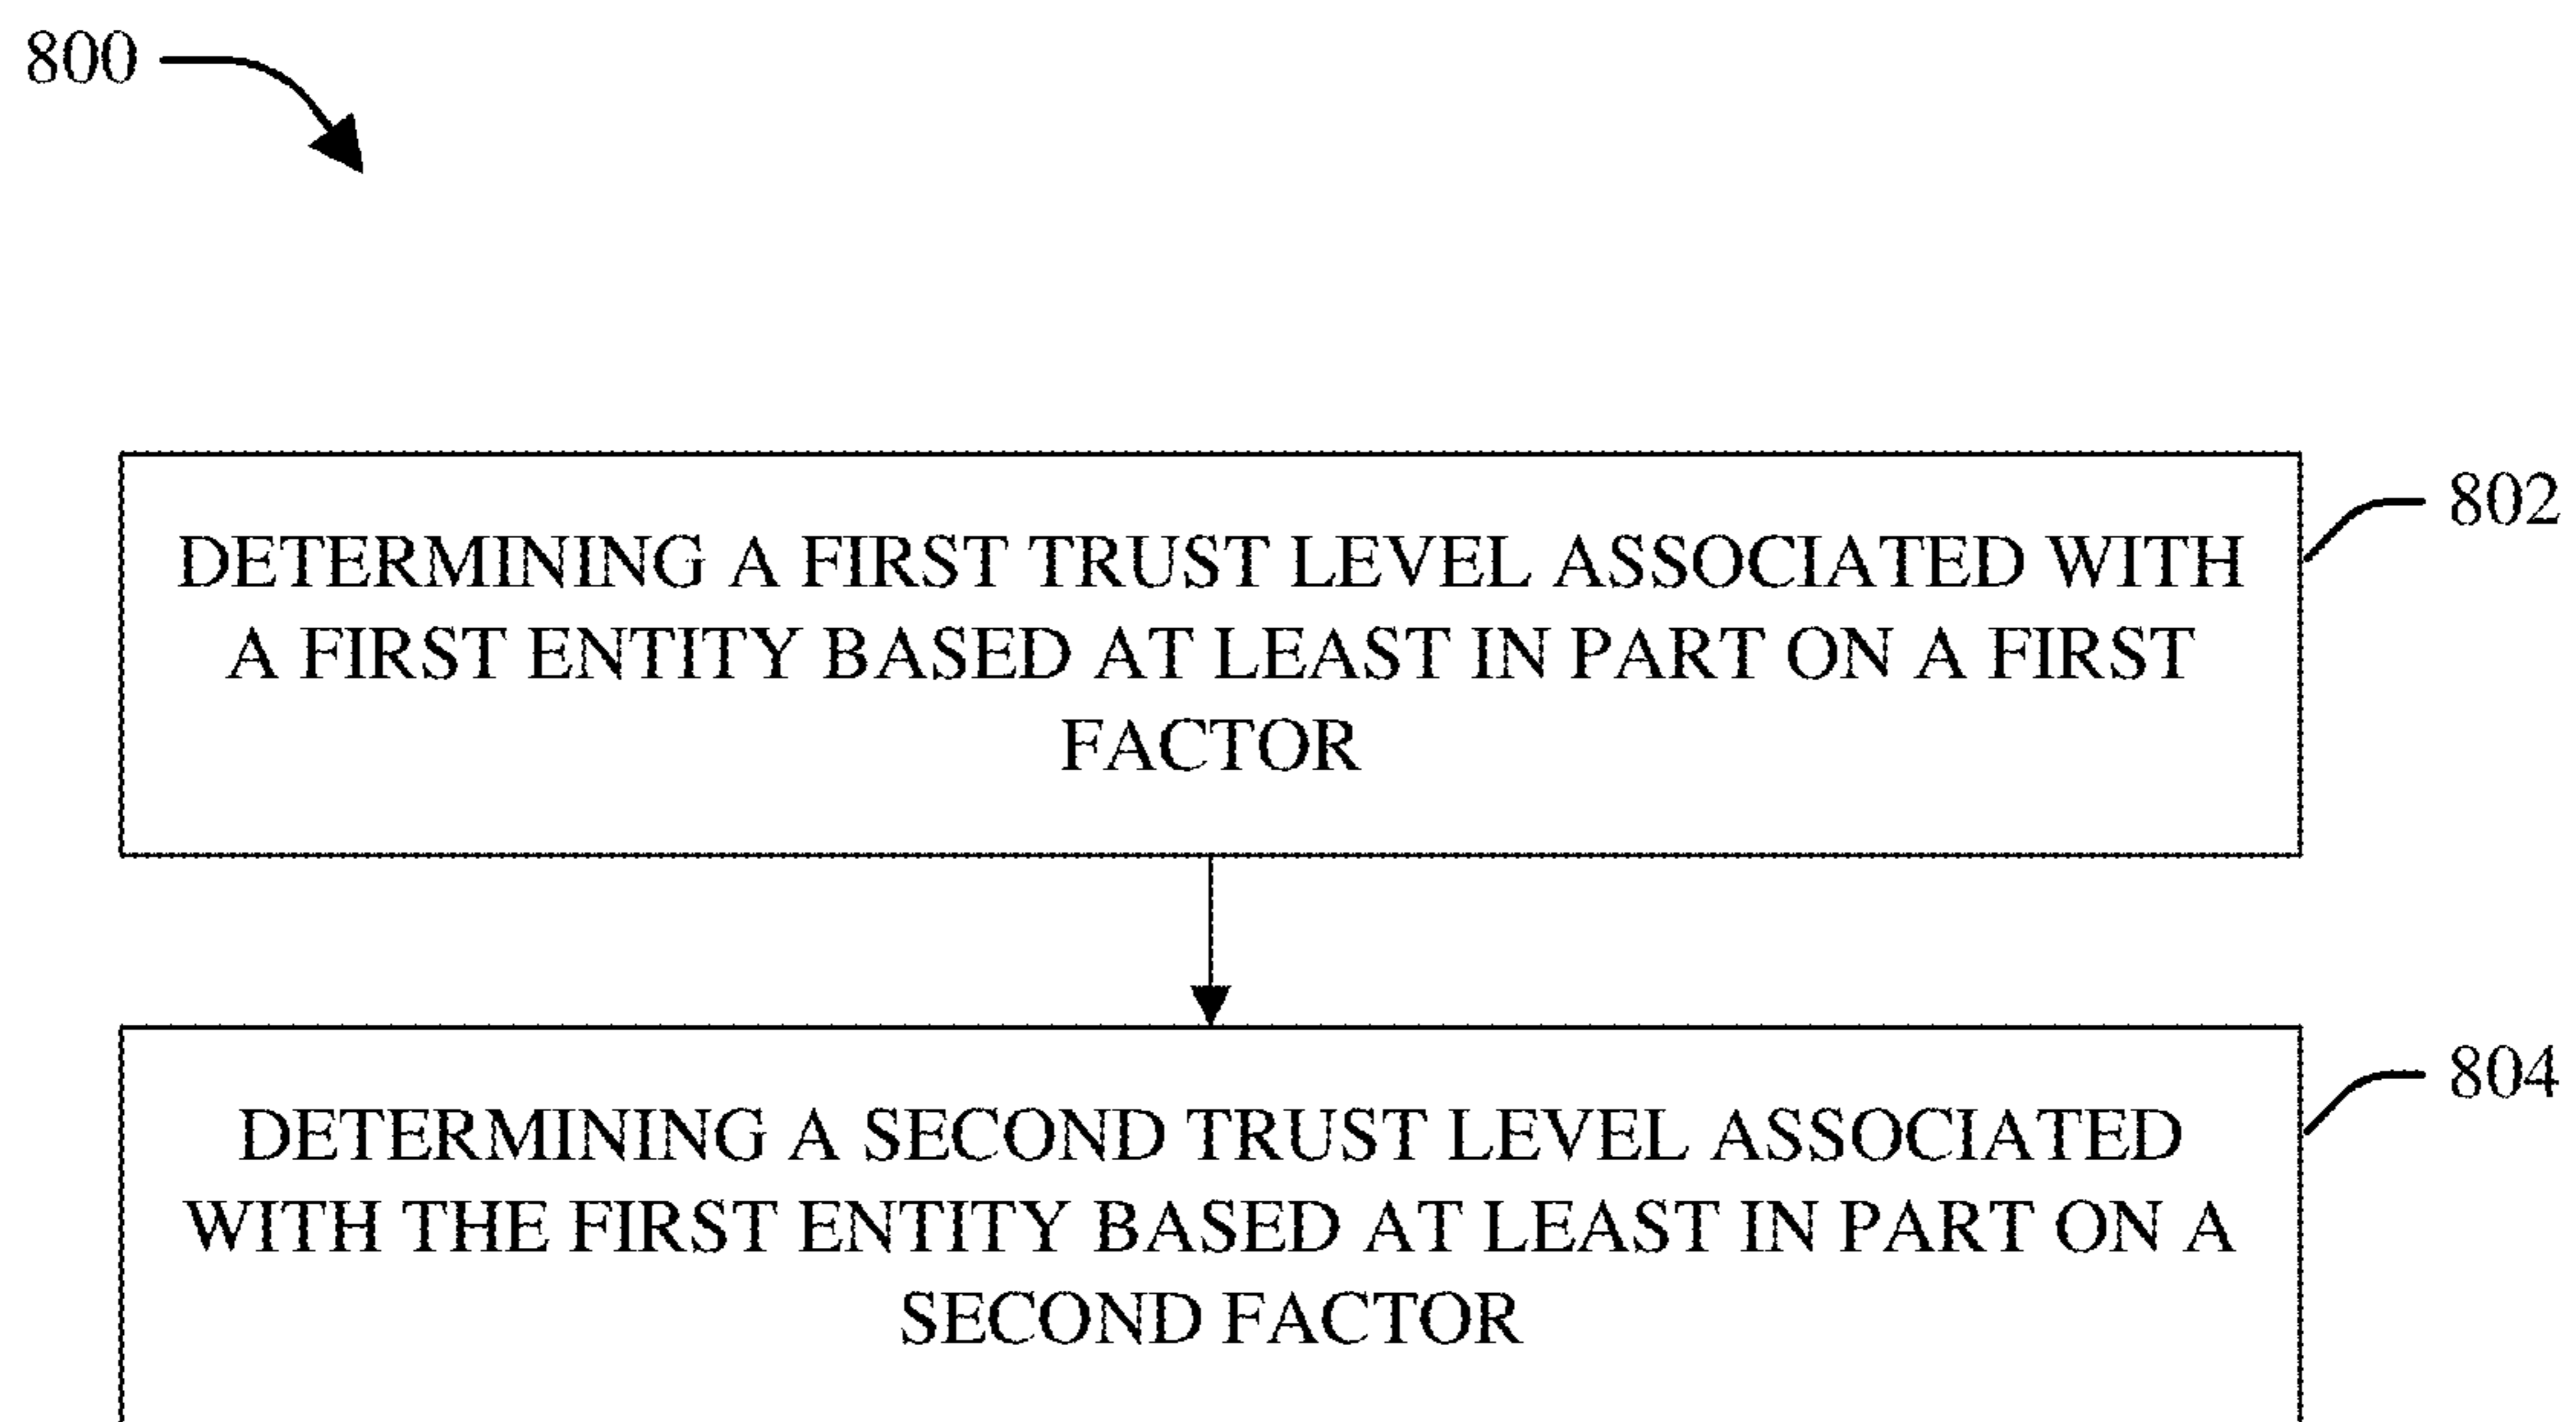 800
802
DETERMINING A FIRST TRUST LEVEL ASSOCIATED WITH
A FIRST ENTITY BASED AT LEAST IN PART ON A FIRST
FACTOR
804
DETERMINING A SECOND TRUST LEVEL ASSOCIATED
WITH THE FIRST ENTITY BASED AT LEAST IN PART ON A
SECOND FACTOR